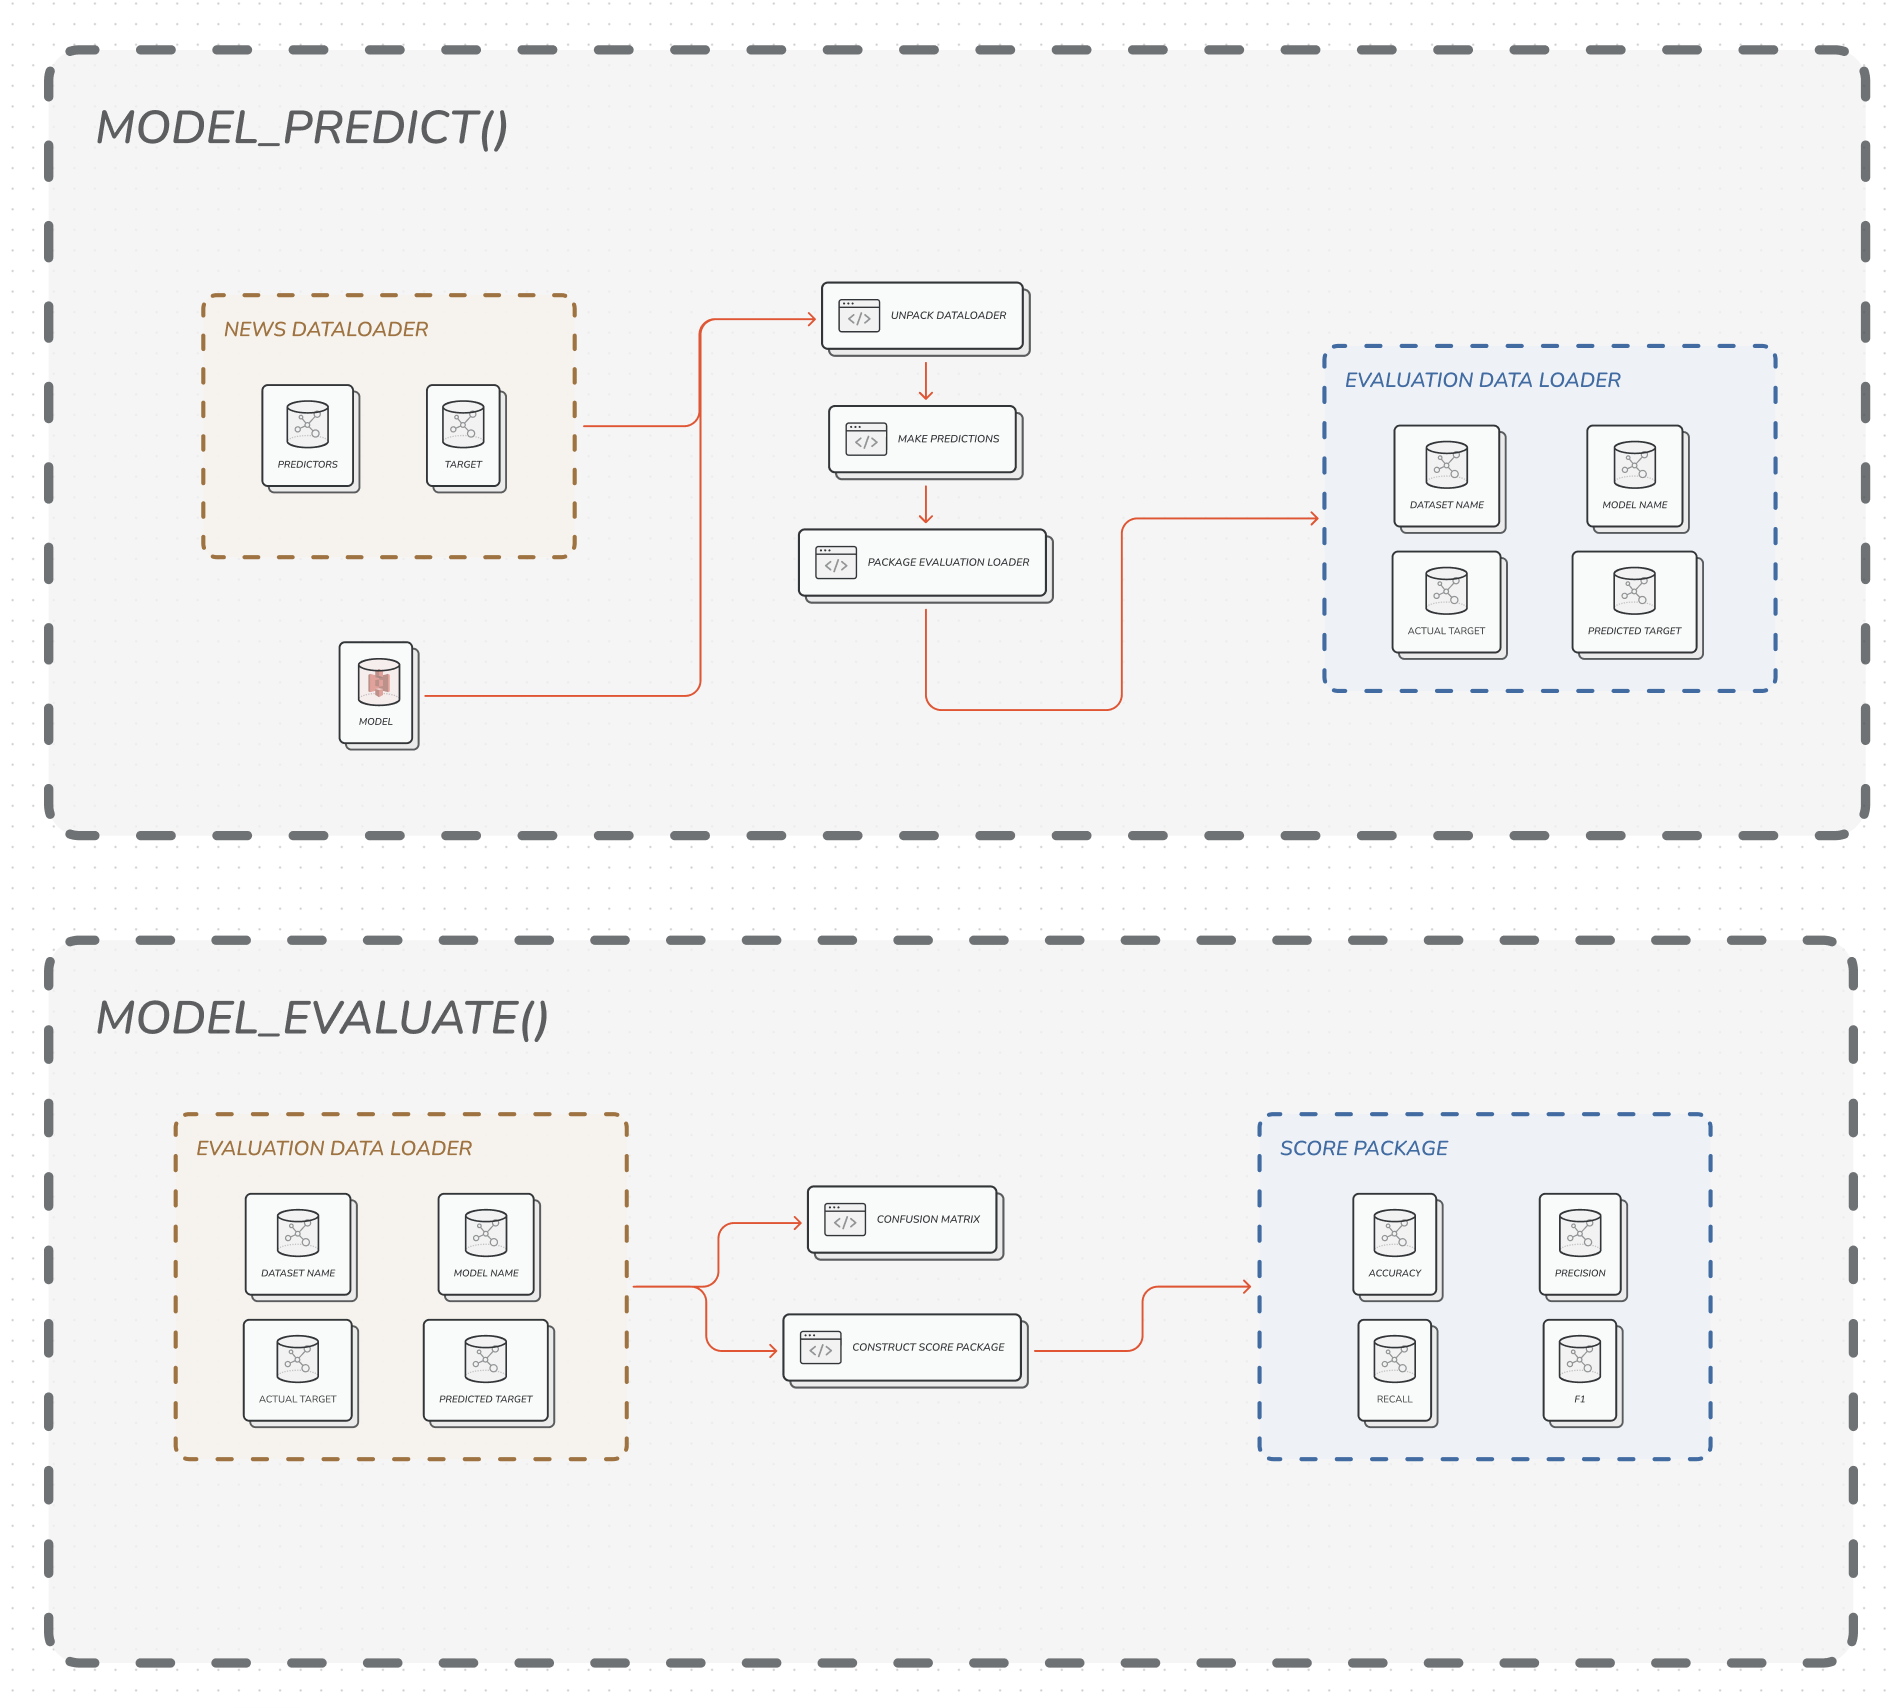 MODEL_PREDICT()
NEWS DATALOADER
PREDICTORS
TARGET
MODEL
</>
UNPACK DATALOADER
</>
MAKE PREDICTIONS
</>
PACKAGE EVALUATION LOADER
EVALUATION DATA LOADER
DATASET NAME
MODEL NAME
ACTUAL TARGET
PREDICTED TARGET
MODEL_EVALUATE()
EVALUATION DATA LOADER
DATASET NAME
MODEL NAME
ACTUAL TARGET
PREDICTED TARGET
</>
CONFUSION MATRIX
</>
CONSTRUCT SCORE PACKAGE
SCORE PACKAGE
ACCURACY
PRECISION
RECALL
F1